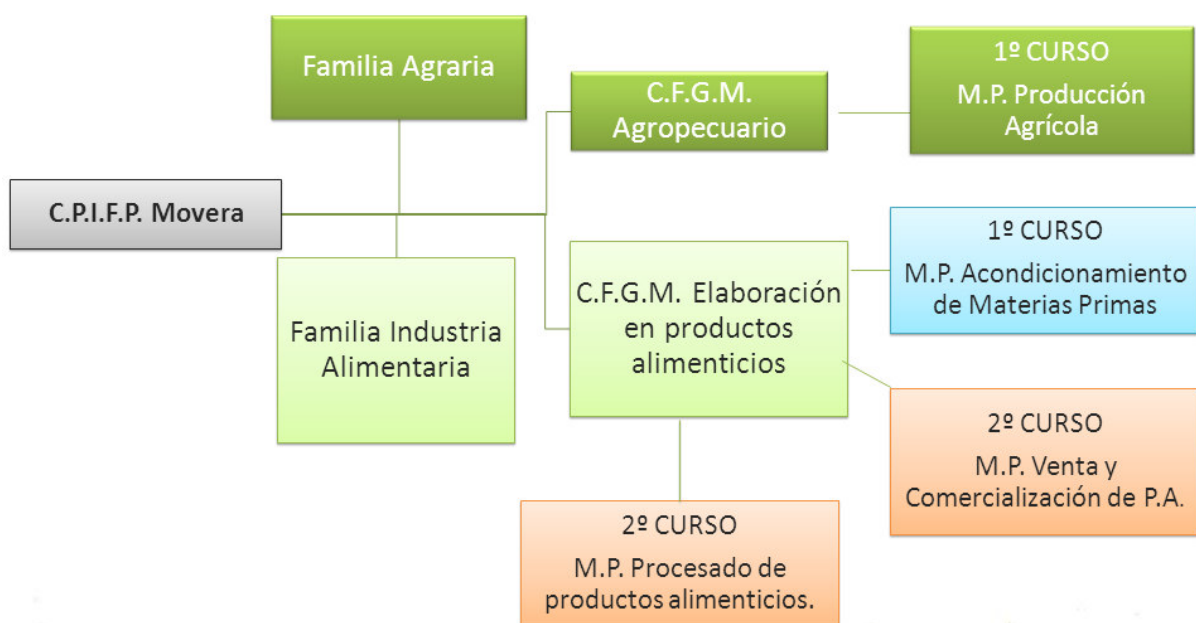 Familia Agraria
C.F.G.M.
Agropecuario
1º CURSO
M.P. Producción
Agrícola
C.P.I.F.P. Movera
Familia Industria
Alimentaria
C.F.G.M. Elaboración
en productos
alimenticios
1º CURSO
M.P. Acondicionamiento
de Materias Primas
2º CURSO
M.P. Venta y
Comercialización de P.A.
2º CURSO
M.P. Procesado de
productos alimenticios.